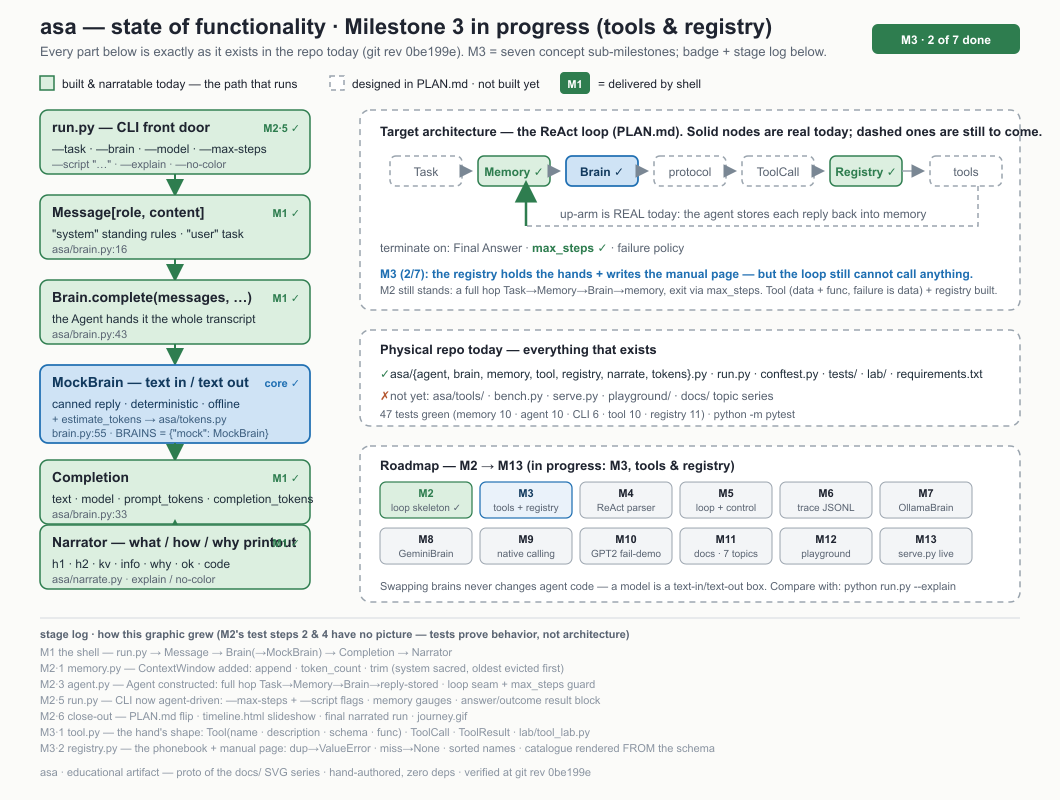 asa — state of functionality · Milestone 3 in progress (tools & registry)
Every part below is exactly as it exists in the repo today (git rev 0be199e). M3 = seven concept sub-milestones; badge + stage log below.
M3 · 2 of 7 done
built & narratable today — the path that runs
designed in PLAN.md · not built yet
M1
= delivered by shell
run.py — CLI front door
M2·5 ✓
—task · —brain · —model · —max-steps
—script "…" · —explain · —no-color
Message[role, content]
M1 ✓
"system" standing rules · "user" task
asa/brain.py:16
Brain.complete(messages, …)
M1 ✓
the Agent hands it the whole transcript
asa/brain.py:43
MockBrain — text in / text out
core ✓
canned reply · deterministic · offline
+ estimate_tokens → asa/tokens.py
brain.py:55 · BRAINS = {"mock": MockBrain}
Completion
M1 ✓
text · model · prompt_tokens · completion_tokens
asa/brain.py:33
Narrator — what / how / why printout
h1 · h2 · kv · info · why · ok · code
asa/narrate.py · explain / no-color
Target architecture — the ReAct loop (PLAN.md). Solid nodes are real today; dashed ones are still to come.
Task
Memory ✓
Brain ✓
protocol
ToolCall
Registry ✓
tools
up-arm is REAL today: the agent stores each reply back into memory
terminate on: Final Answer · max_steps ✓ · failure policy
M3 (2/7): the registry holds the hands + writes the manual page — but the loop still cannot call anything.
M2 still stands: a full hop Task→Memory→Brain→memory, exit via max_steps. Tool (data + func, failure is data) + registry built.
Physical repo today — everything that exists
✓asa/{agent, brain, memory, tool, registry, narrate, tokens}.py · run.py · conftest.py · tests/ · lab/ · requirements.txt
✗not yet: asa/tools/ · bench.py · serve.py · playground/ · docs/ topic series
47 tests green (memory 10 · agent 10 · CLI 6 · tool 10 · registry 11) · python -m pytest
Roadmap — M2 → M13 (in progress: M3, tools & registry)
M2
loop skeleton ✓
M3
tools + registry
M4
ReAct parser
M5
loop + control
M6
trace JSONL
M7
OllamaBrain
M8
GeminiBrain
M9
native calling
M10
GPT2 fail-demo
M11
docs · 7 topics
M12
playground
M13
serve.py live
Swapping brains never changes agent code — a model is a text-in/text-out box. Compare with: python run.py --explain
stage log · how this graphic grew (M2's test steps 2 & 4 have no picture — tests prove behavior, not architecture)
M1 the shell — run.py → Message → Brain(→MockBrain) → Completion → Narrator
M2·1 memory.py — ContextWindow added: append · token_count · trim (system sacred, oldest evicted first)
M2·3 agent.py — Agent constructed: full hop Task→Memory→Brain→reply-stored · loop seam + max_steps guard
M2·5 run.py — CLI now agent-driven: —max-steps + —script flags · memory gauges · answer/outcome result block
M2·6 close-out — PLAN.md flip · timeline.html slideshow · final narrated run · journey.gif
M3·1 tool.py — the hand's shape: Tool(name · description · schema · func) · ToolCall · ToolResult · lab/tool_lab.py
M3·2 registry.py — the phonebook + manual page: dup→ValueError · miss→None · sorted names · catalogue rendered FROM the schema
asa · educational artifact — proto of the docs/ SVG series · hand-authored, zero deps · verified at git rev 0be199e